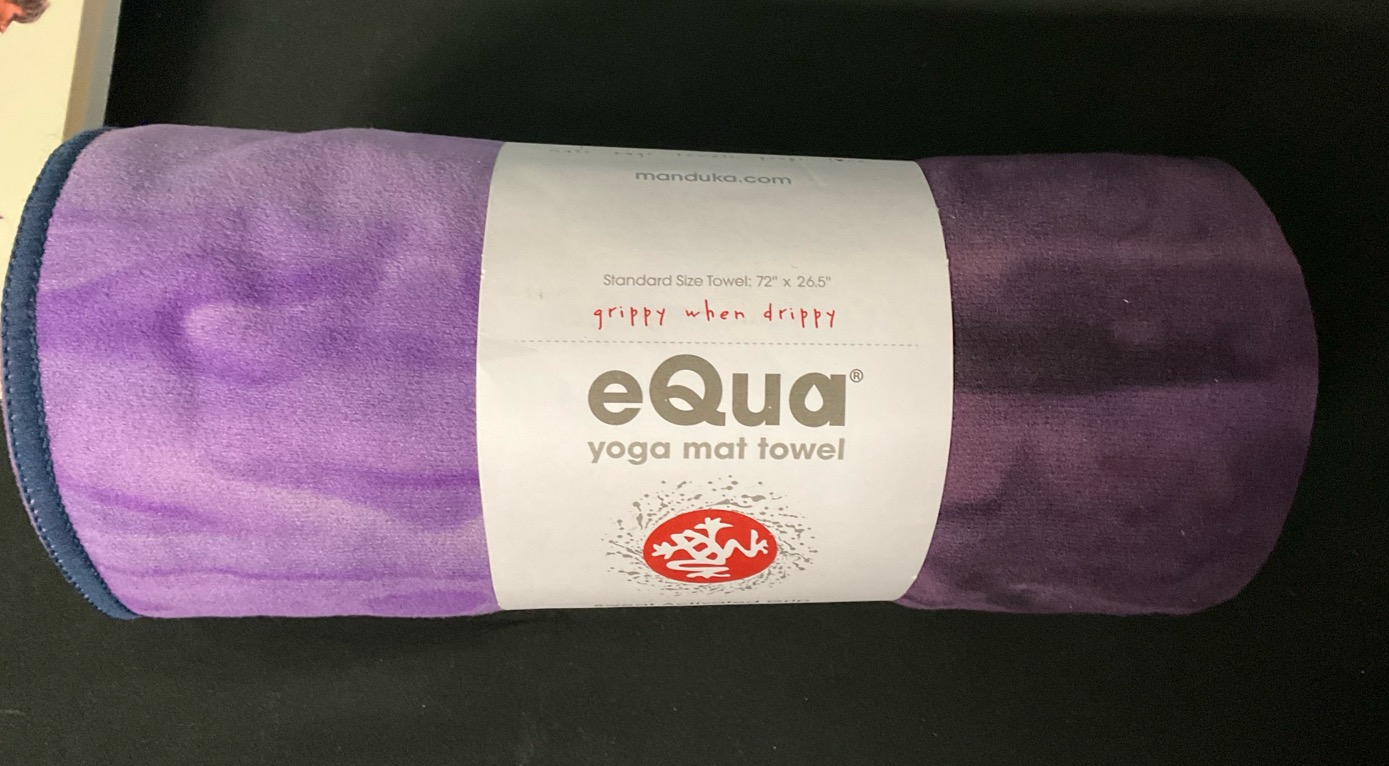 manduka.com
Standard Size Towel: 72" x 26.5"
grippy when drippy
eQua®
yoga mat towel